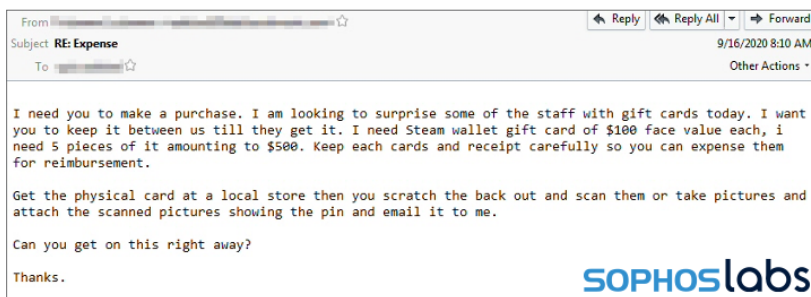 From
Reply Reply All Forward
Subject RE: Expense
9/16/2020 8:10 AM
To
Other Actions
I need you to make a purchase. I am looking to surprise some of the staff with gift cards today. I want
you to keep it between us till they get it. I need Steam wallet gift card of $100 face value each, i
need 5 pieces of it amounting to $500. Keep each cards and receipt carefully so you can expense them
for reimbursement.
Get the physical card at a local store then you scratch the back out and scan them or take pictures and
attach the scanned pictures showing the pin and email it to me.
Can you get on this right away?
Thanks.
SOPHOSlabs